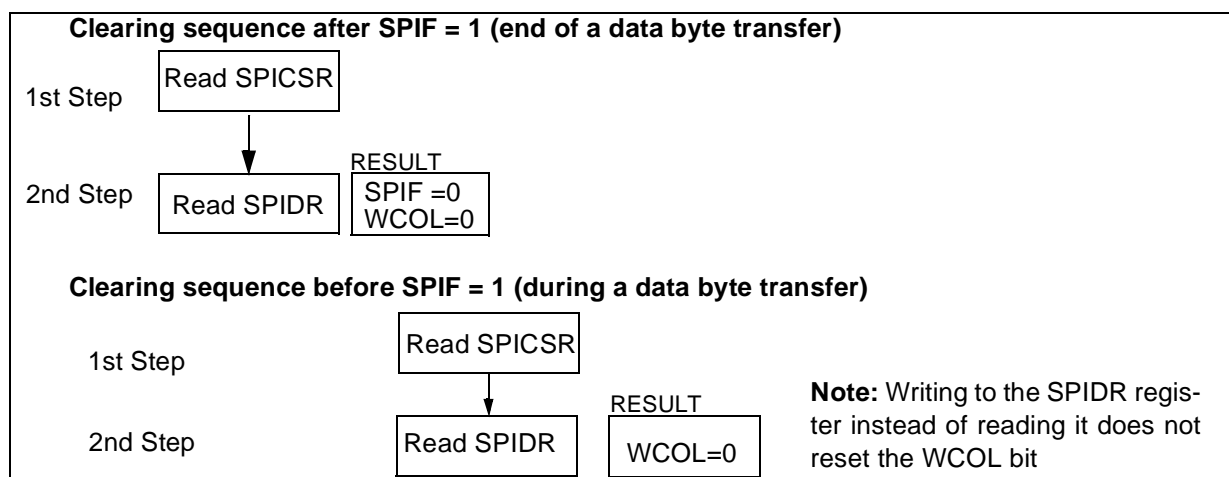 Clearing sequence after SPIF = 1 (end of a data byte transfer)
1st Step
Read SPICSR
2nd Step
Read SPIDR
RESULT
SPIF =0
WCOL=0
Clearing sequence before SPIF = 1 (during a data byte transfer)
1st Step
Read SPICSR
2nd Step
Read SPIDR
RESULT
WCOL=0
Note: Writing to the SPIDR regis-
ter instead of reading it does not
reset the WCOL bit